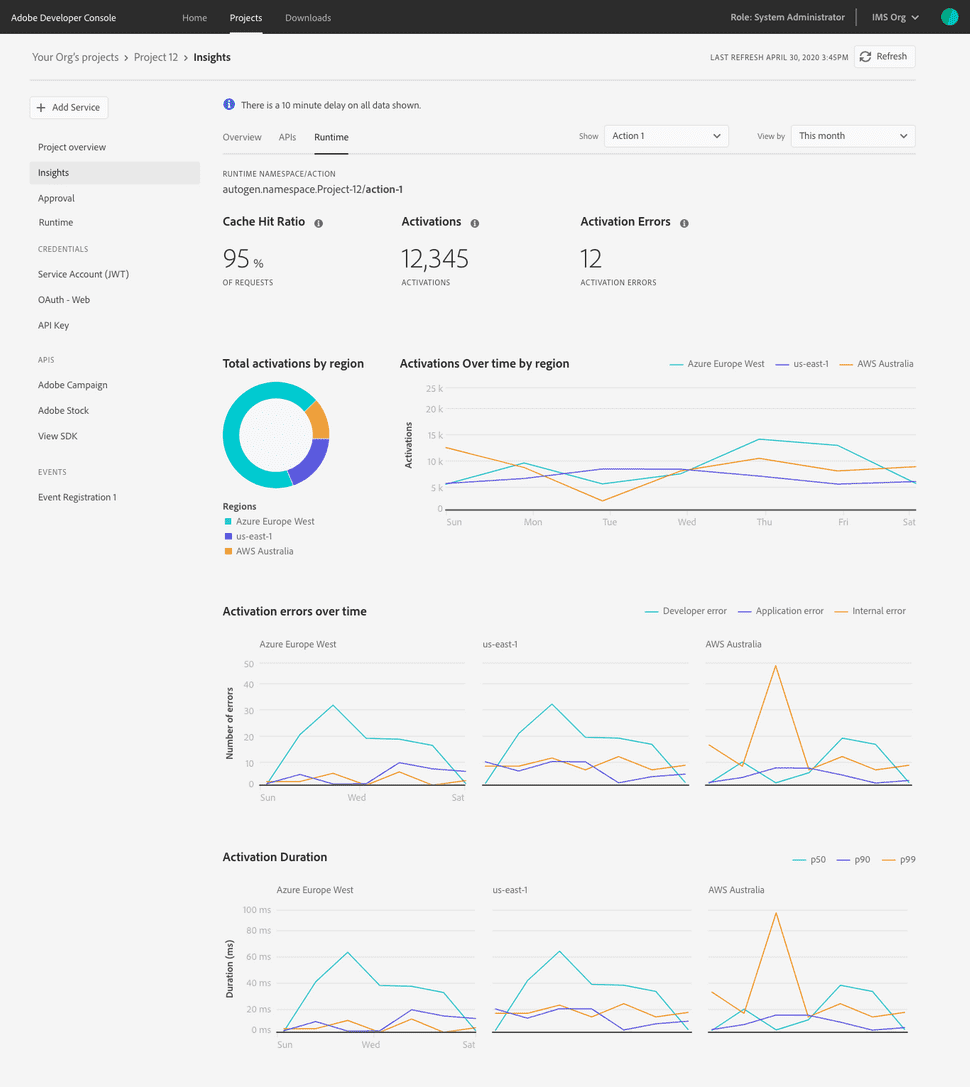 Adobe Developer Console Home Projects Downloads Role: System Administrator IMS Org
Your Org's projects › Project 12 › Insights LAST REFRESH APRIL 30, 2020 3:45PM Refresh
+ Add Service
Project overview
Insights
Approval
Runtime
CREDENTIALS
Service Account (JWT)
OAuth - Web
API Key
APIS
Adobe Campaign
Adobe Stock
View SDK
EVENTS
Event Registration 1
There is a 10 minute delay on all data shown.
Overview APIs Runtime Show Action 1 View by This month
RUNTIME NAMESPACE/ACTION
autogen.namespace.Project-12/action-1
Cache Hit Ratio Activations Activation Errors
95 % 12,345 12
OF REQUESTS ACTIVATIONS ACTIVATION ERRORS
Total activations by region
Regions
Azure Europe West
us-east-1
AWS Australia
Activations Over time by region Azure Europe West us-east-1 AWS Australia
Activations
25 k
20 k
15 k
10 k
5 k
0
Sun Mon Tue Wed Thu Fri Sat
Activation errors over time Developer error Application error Internal error
Azure Europe West us-east-1 AWS Australia
Number of errors
50
40
30
20
10
0
Sun Wed Sat
Activation Duration p50 p90 p99
Azure Europe West us-east-1 AWS Australia
Duration (ms)
100 ms
80 ms
60 ms
40 ms
20 ms
0 ms
Sun Wed Sat